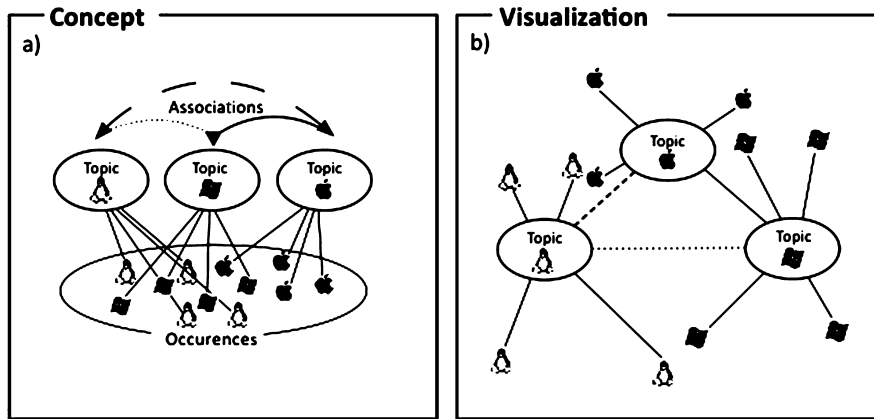 Concept
a)
Associations
Topic Topic Topic
Occurences
Visualization
b)
Topic
Topic
Topic